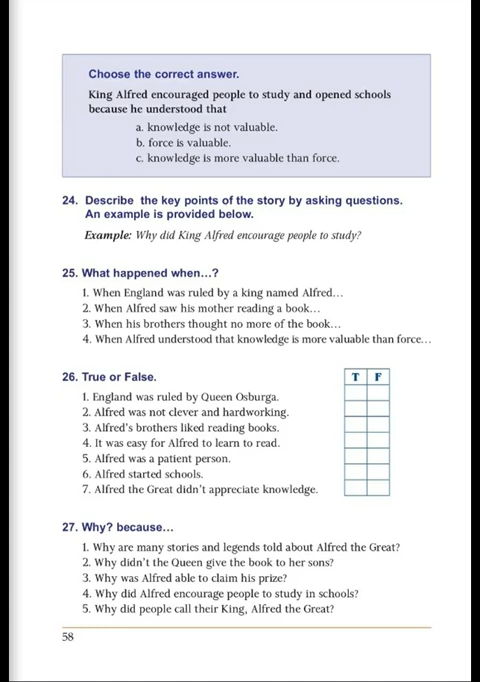 Choose the correct answer.
King Alfred encouraged people to study and opened schools
because he understood that
a. knowledge is not valuable.
b. force is valuable.
c. knowledge is more valuable than force.
24. Describe the key points of the story by asking questions.
An example is provided below.
Example: Why did King Alfred encourage people to study?
25. What happened when...?
1. When England was ruled by a king named Alfred...
2. When Alfred saw his mother reading a book...
3. When his brothers thought no more of the book...
4. When Alfred understood that knowledge is more valuable than force...
26. True or False.
T F
1. England was ruled by Queen Osburga.
2. Alfred was not clever and hardworking.
3. Alfred's brothers liked reading books.
4. It was easy for Alfred to learn to read.
5. Alfred was a patient person.
6. Alfred started schools.
7. Alfred the Great didn't appreciate knowledge.
27. Why? because...
1. Why are many stories and legends told about Alfred the Great?
2. Why didn't the Queen give the book to her sons?
3. Why was Alfred able to claim his prize?
4. Why did Alfred encourage people to study in schools?
5. Why did people call their King, Alfred the Great?
58